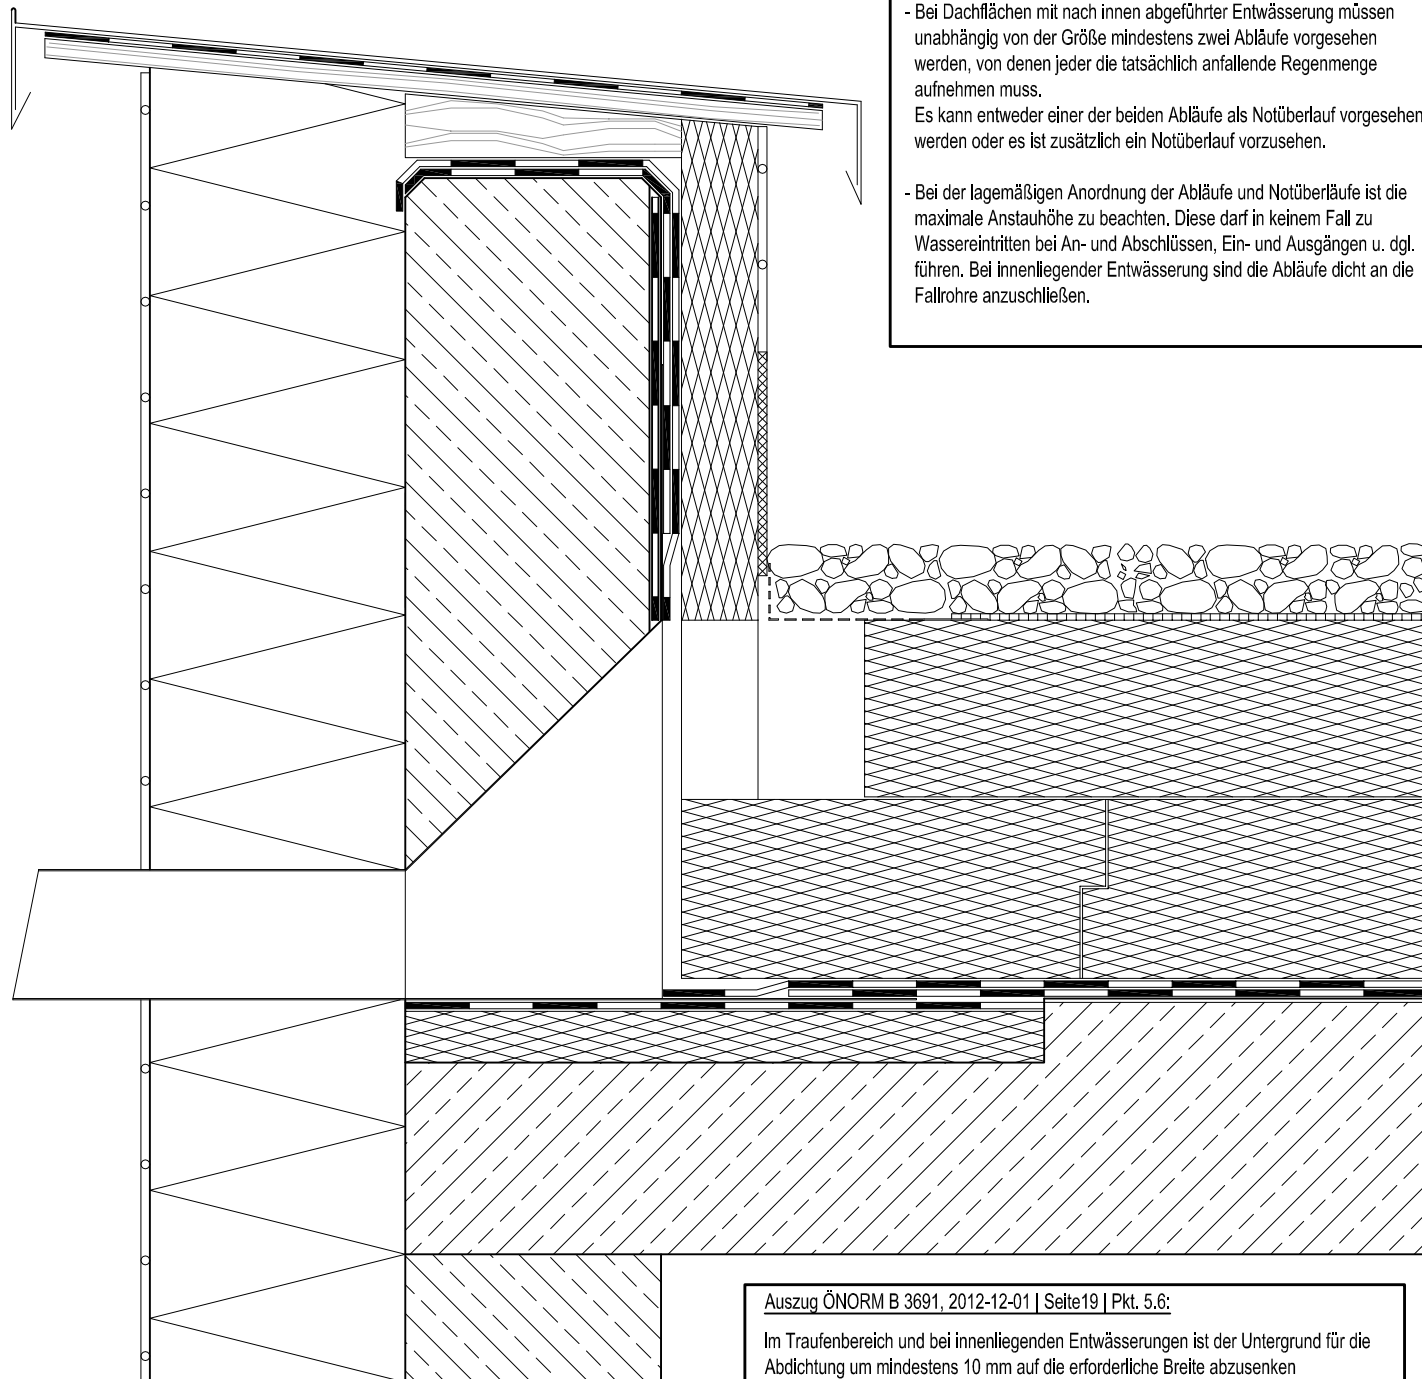 - Bei Dachflächen mit nach innen abgeführter Entwässerung müssen
unabhängig von der Größe mindestens zwei Abläufe vorgesehen
werden, von denen jeder die tatsächlich anfallende Regenmenge
aufnehmen muss.
Es kann entweder einer der beiden Abläufe als Notüberlauf vorgesehen
werden oder es ist zusätzlich ein Notüberlauf vorzusehen.
- Bei der lagemäßigen Anordnung der Abläufe und Notüberläufe ist die
maximale Anstauhöhe zu beachten. Diese darf in keinem Fall zu
Wassereintritten bei An- und Abschlüssen, Ein- und Ausgängen u. dgl.
führen. Bei innenliegender Entwässerung sind die Abläufe dicht an die
Fallrohre anzuschließen.
Auszug ÖNORM B 3691, 2012-12-01 | Seite19 | Pkt. 5.6:
Im Traufenbereich und bei innenliegenden Entwässerungen ist der Untergrund für die
Abdichtung um mindestens 10 mm auf die erforderliche Breite abzusenken